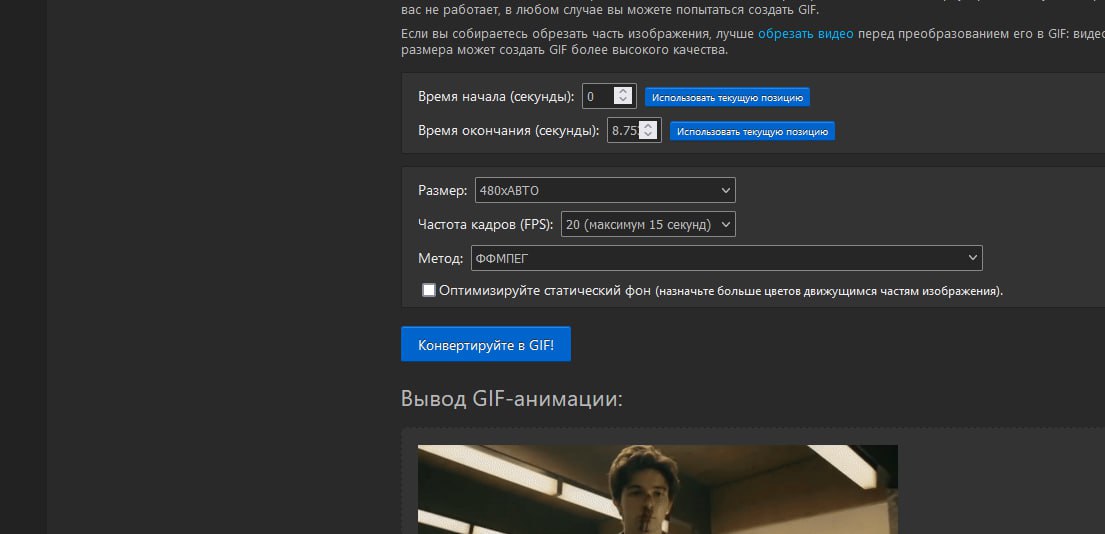 вас не работает, в любом случае вы можете попытаться создать GIF.
Если вы собираетесь обрезать часть изображения, лучше обрезать видео перед преобразованием его в GIF: видео
размера может создать GIF более высокого качества.
Время начала (секунды): 0 Использовать текущую позицию
Время окончания (секунды): 8.75 Использовать текущую позицию
Размер: 480xАВТО
Частота кадров (FPS): 20 (максимум 15 секунд)
Метод: ФФМПЕГ
Оптимизируйте статический фон (назначьте больше цветов движущимся частям изображения).
Конвертируйте в GIF!
Вывод GIF-анимации: